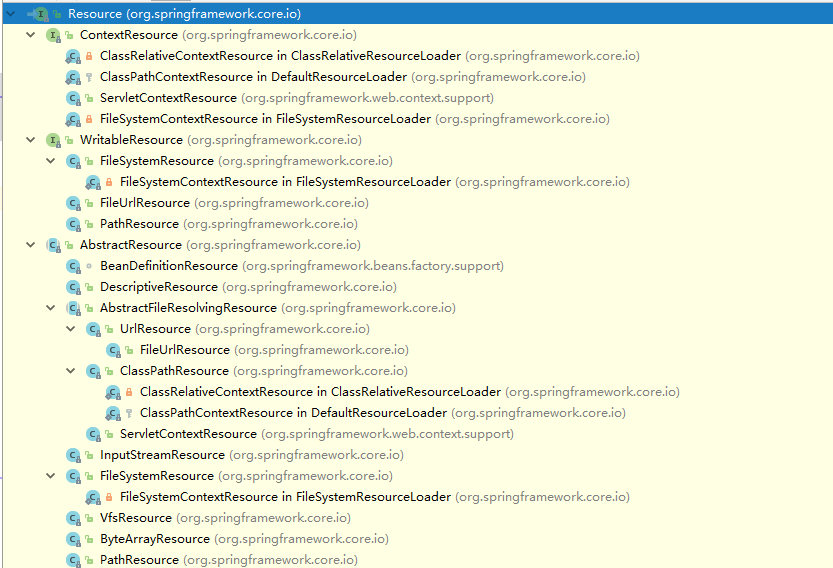 Resource (org.springframework.core.io)
ContextResource (org.springframework.core.io)
ClassRelativeContextResource in ClassRelativeResourceLoader (org.springframework.core.io)
ClassPathContextResource in DefaultResourceLoader (org.springframework.core.io)
ServletContextResource (org.springframework.web.context.support)
FileSystemContextResource in FileSystemResourceLoader (org.springframework.core.io)
WritableResource (org.springframework.core.io)
FileSystemResource (org.springframework.core.io)
FileSystemContextResource in FileSystemResourceLoader (org.springframework.core.io)
FileUrlResource (org.springframework.core.io)
PathResource (org.springframework.core.io)
AbstractResource (org.springframework.core.io)
BeanDefinitionResource (org.springframework.beans.factory.support)
DescriptiveResource (org.springframework.core.io)
AbstractFileResolvingResource (org.springframework.core.io)
UrlResource (org.springframework.core.io)
FileUrlResource (org.springframework.core.io)
ClassPathResource (org.springframework.core.io)
ClassRelativeContextResource in ClassRelativeResourceLoader (org.springframework.core.io)
ClassPathContextResource in DefaultResourceLoader (org.springframework.core.io)
ServletContextResource (org.springframework.web.context.support)
InputStreamResource (org.springframework.core.io)
FileSystemResource (org.springframework.core.io)
FileSystemContextResource in FileSystemResourceLoader (org.springframework.core.io)
VfsResource (org.springframework.core.io)
ByteArrayResource (org.springframework.core.io)
PathResource (org.springframework.core.io)